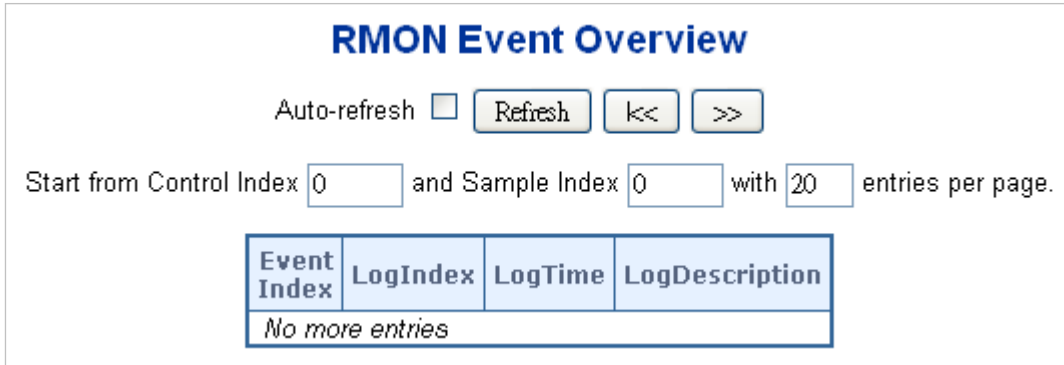 RMON Event Overview
Auto-refresh Refresh |<< >>
Start from Control Index 0 and Sample Index 0 with 20 entries per page.
Event Index LogIndex LogTime LogDescription
No more entries